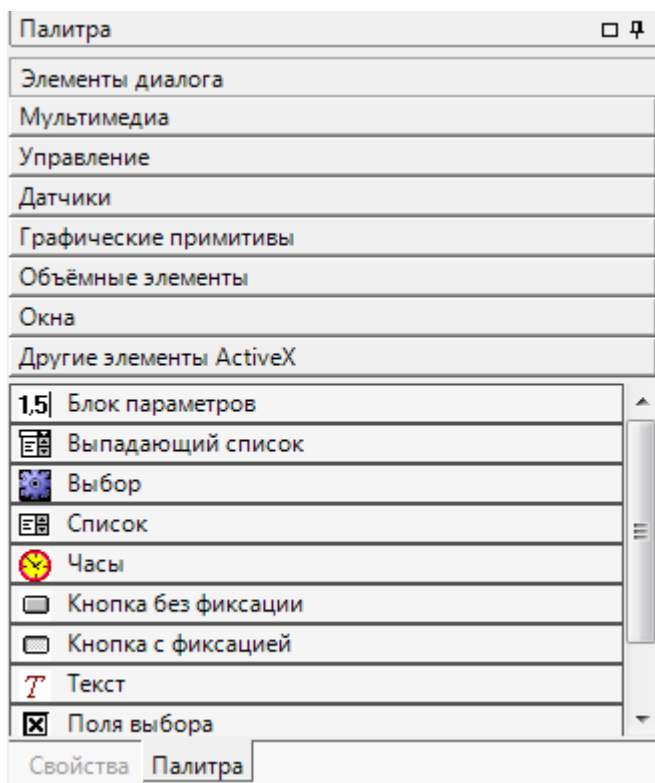 Палитра
Элементы диалога
Мультимедиа
Управление
Датчики
Графические примитивы
Объёмные элементы
Окна
Другие элементы ActiveX
1,5 Блок параметров
Выпадающий список
Выбор
Список
Часы
Кнопка без фиксации
Кнопка с фиксацией
T Текст
Поля выбора
Свойства Палитра